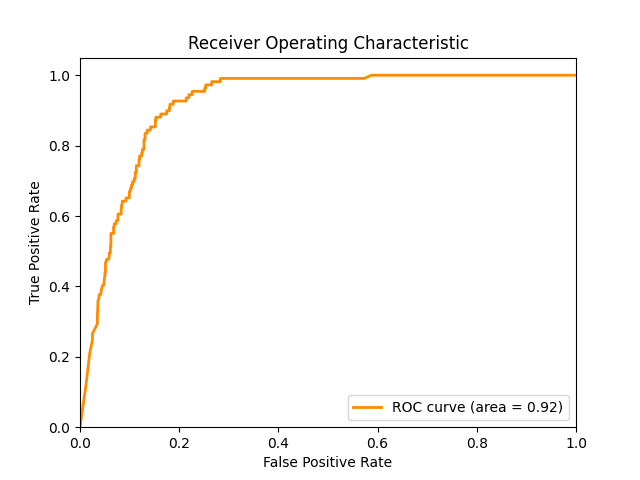 Receiver Operating Characteristic
True Positive Rate
1.0
0.8
0.6
0.4
0.2
0.0
ROC curve (area = 0.92)
0.0 0.2 0.4 0.6 0.8 1.0
False Positive Rate